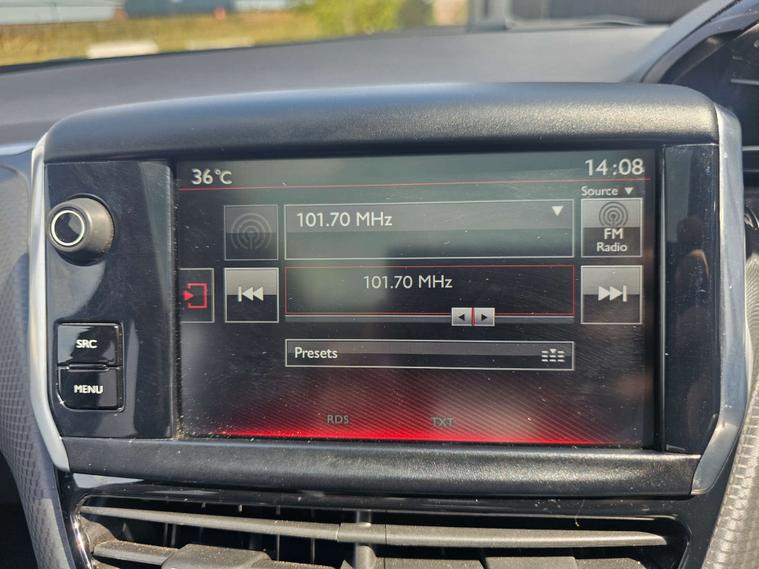 36°C
14:08
Source
101.70 MHz
FM
Radio
101.70 MHz
SRC
Presets
MENU
RDS
TXT